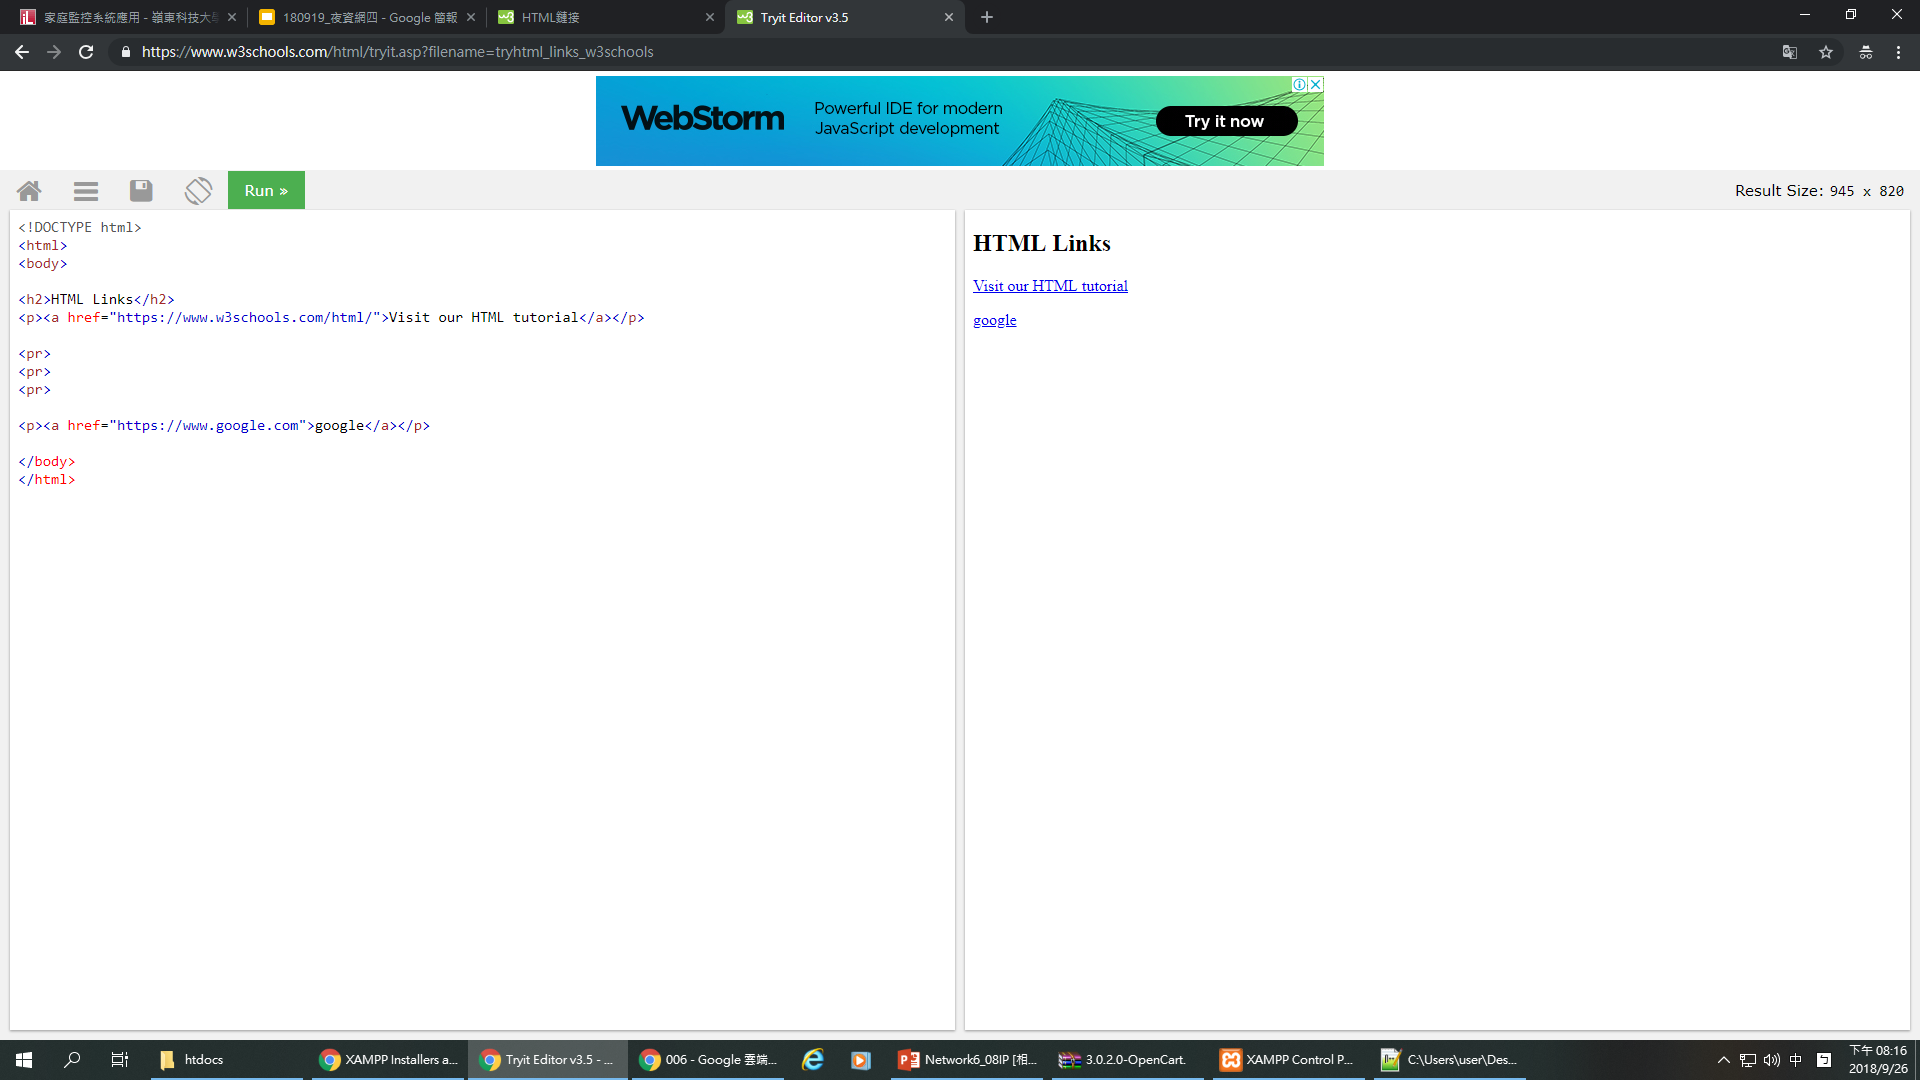 家庭監控系統應用 - 嶺東科技大學
180919_夜資網四 - Google 簡報
HTML鏈接
Tryit Editor v3.5
https://www.w3schools.com/html/tryit.asp?filename=tryhtml_links_w3schools
WebStorm
Powerful IDE for modern
JavaScript development
Try it now
Run »
Result Size: 945 x 820
<!DOCTYPE html>
<html>
<body>
<h2>HTML Links</h2>
<p><a href="https://www.w3schools.com/html/">Visit our HTML tutorial</a></p>
<pr>
<pr>
<pr>
<p><a href="https://www.google.com">google</a></p>
</body>
</html>
HTML Links
Visit our HTML tutorial
google
htdocs
XAMPP Installers a...
Tryit Editor v3.5 - ...
006 - Google 雲端...
Network6_08IP [相...
3.0.2.0-OpenCart.
XAMPP Control P...
C:\Users\user\Des...
中
下午 08:16
2018/9/26